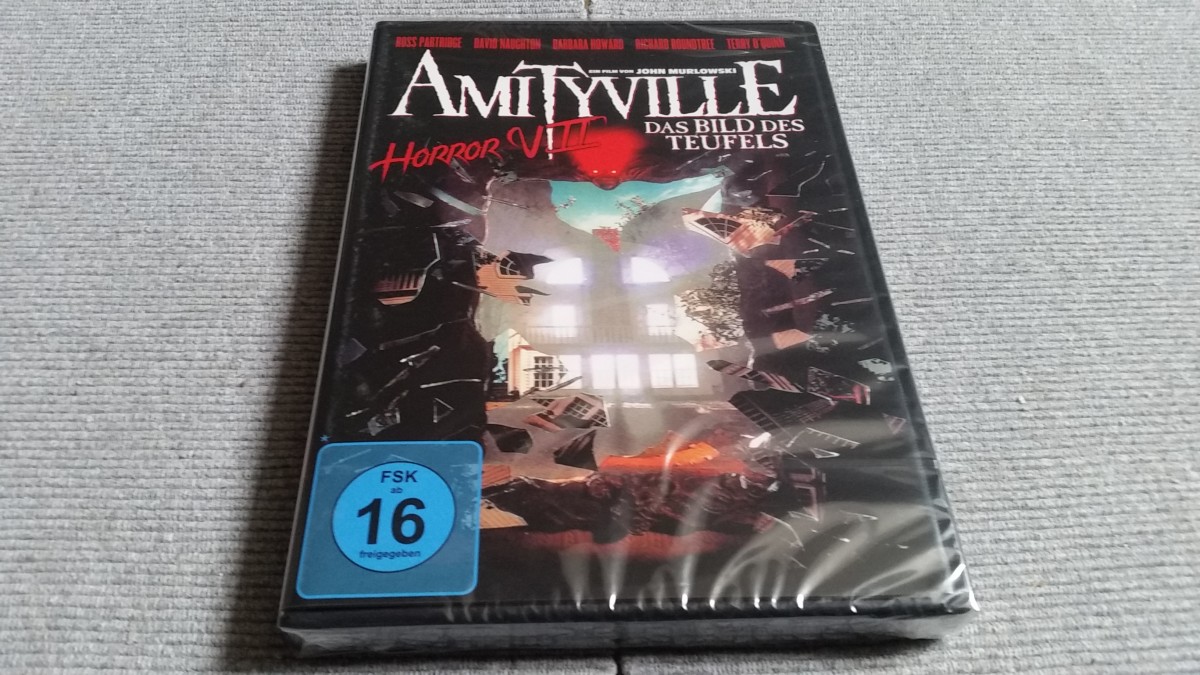 ROSS PARTRIDGE DAVID NAUGHTON BARBARA HOWARD RICHARD ROUNDTREE TERRY O'QUINN
EIN FILM VON JOHN MURLOWSKI
AMITYVILLE
HORROR VIII
DAS BILD DES
TEUFELS
FSK
ab
16
freigegeben